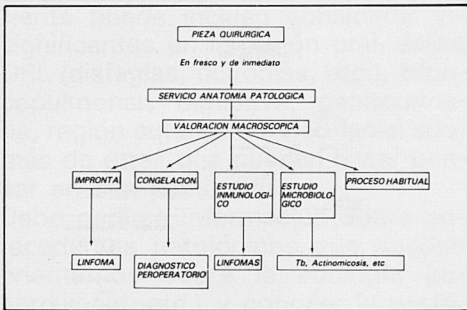 PIEZA QUIRURGICA
En fresco y de inmediato
SERVICIO ANATOMIA PATOLOGICA
VALORACION MACROSCOPICA
IMPRONTA
CONGELACION
ESTUDIO
INMUNOLOGI-
CO
ESTUDIO
MICROBIOLO-
GICO
PROCESO HABITUAL
LINFOMA
DIAGNOSTICO
PEROPERATORIO
LINFOMAS
Tb, Actinomicosis, etc